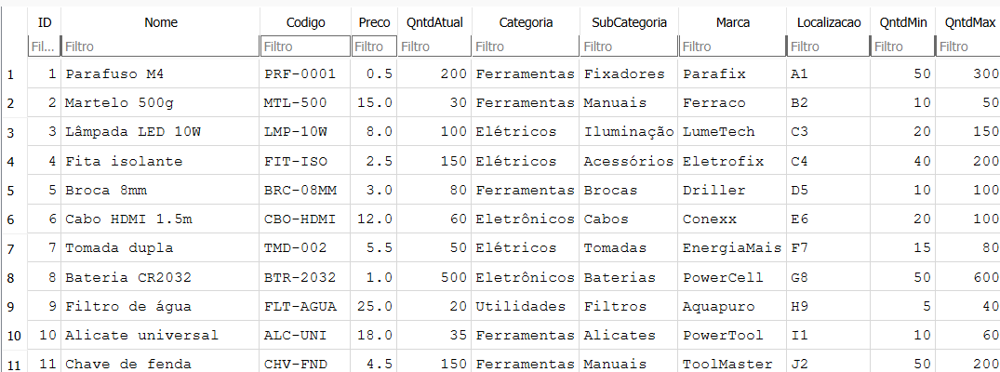 ID Nome Codigo Preco QntdAtual Categoria SubCategoria Marca Localizacao QntdMin QntdMax
Fil... Filtro Filtro Filtro Filtro Filtro Filtro Filtro Filtro Filtro Filtro
1 1 Parafuso M4 PRF-0001 0.5 200 Ferramentas Fixadores Parafix A1 50 300
2 2 Martelo 500g MTL-500 15.0 30 Ferramentas Manuais Ferraco B2 10 50
3 3 Lâmpada LED 10W LMP-10W 8.0 100 Elétricos Iluminação LumeTech C3 20 150
4 4 Fita isolante FIT-ISO 2.5 150 Elétricos Acessórios Eletrofix C4 40 200
5 5 Broca 8mm BRC-08MM 3.0 80 Ferramentas Brocas Driller D5 10 100
6 6 Cabo HDMI 1.5m CBO-HDMI 12.0 60 Eletrônicos Cabos Conexx E6 20 100
7 7 Tomada dupla TMD-002 5.5 50 Elétricos Tomadas EnergiaMais F7 15 80
8 8 Bateria CR2032 BTR-2032 1.0 500 Eletrônicos Baterias PowerCell G8 50 600
9 9 Filtro de água FLT-AGUA 25.0 20 Utilidades Filtros Aquapuro H9 5 40
10 10 Alicate universal ALC-UNI 18.0 35 Ferramentas Alicates PowerTool I1 10 60
11 11 Chave de fenda CHV-FND 4.5 150 Ferramentas Manuais ToolMaster J2 50 200